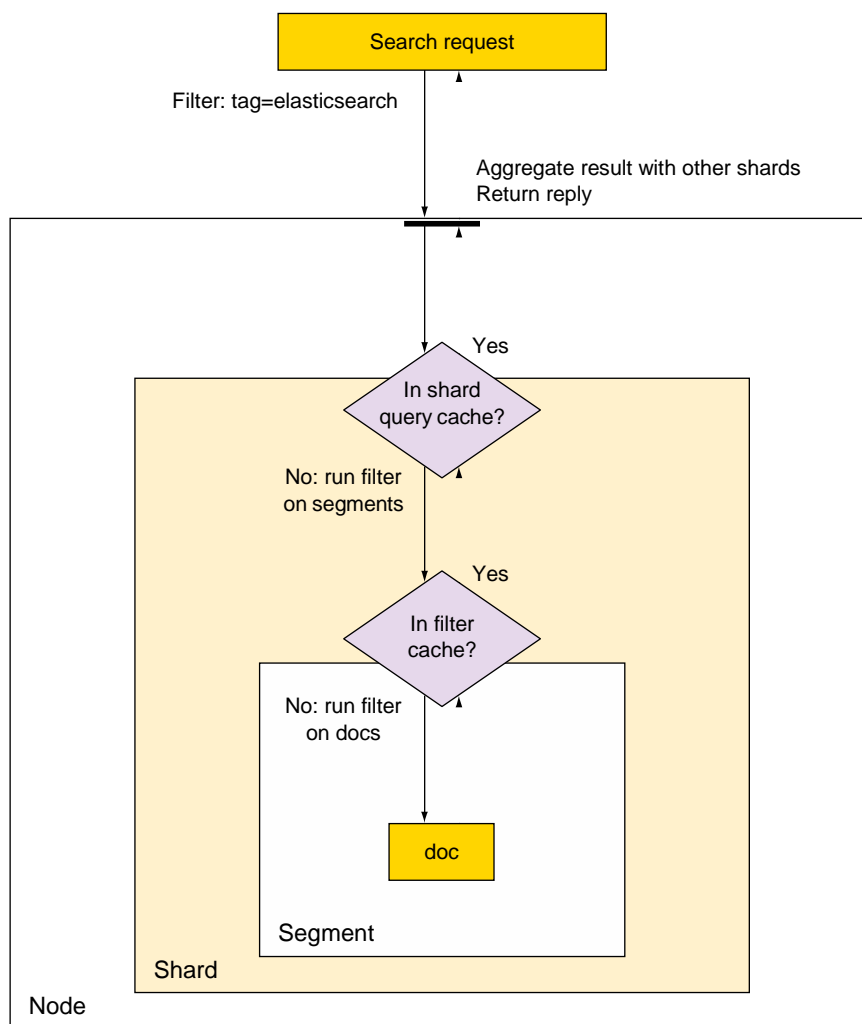 Search request
Filter: tag=elasticsearch
Aggregate result with other shards
Return reply
Yes
In shard
query cache?
No: run filter
on segments
Yes
In filter
cache?
No: run filter
on docs
doc
Segment
Shard
Node